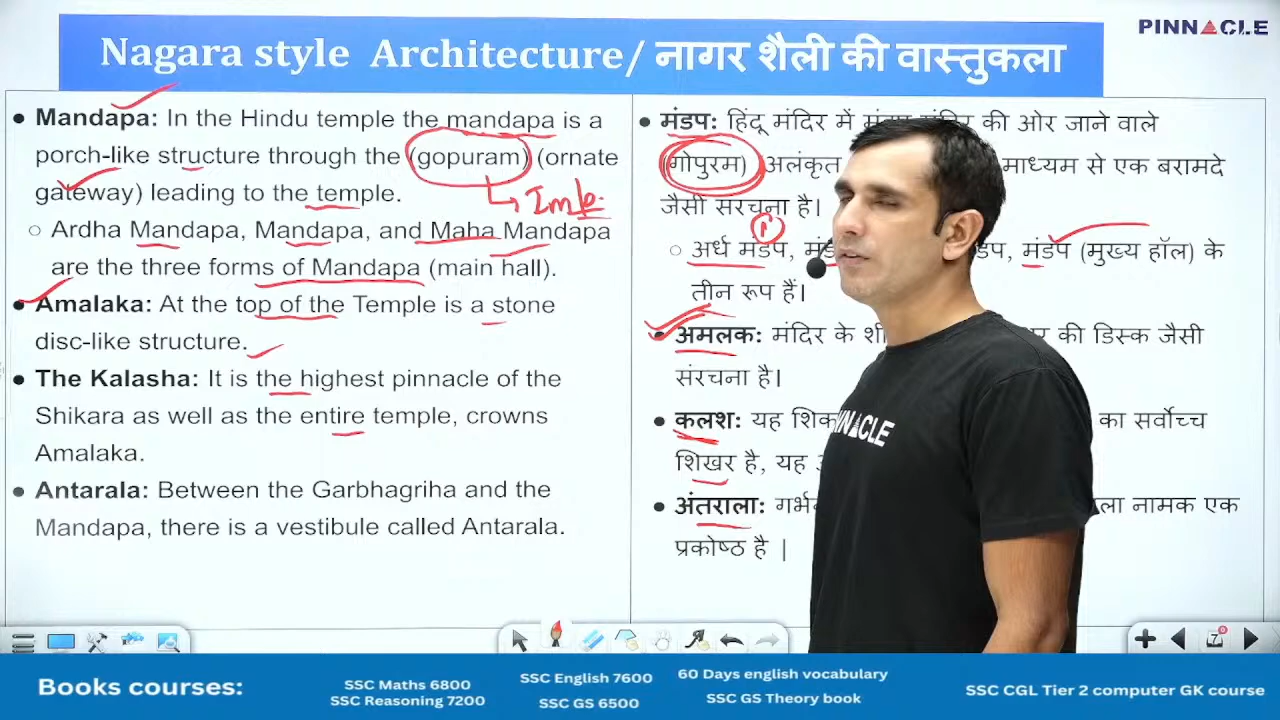 PINNACLE
Nagara style Architecture/ नागर शैली की वास्तुकला
• Mandapa: In the Hindu temple the mandapa is a
porch-like structure through the (gopuram) (ornate
gateway) leading to the temple.
Imp.
○ Ardha Mandapa, Mandapa, and Maha Mandapa
are the three forms of Mandapa (main hall).
• Amalaka: At the top of the Temple is a stone
disc-like structure.
• The Kalasha: It is the highest pinnacle of the
Shikara as well as the entire temple, crowns
Amalaka.
• Antarala: Between the Garbhagriha and the
Mandapa, there is a vestibule called Antarala.
• मंडप: हिंदू मंदिर में मंडप मंदिर की ओर जाने वाले
(गोपुरम) अलंकृत माध्यम से एक बरामदे
जैसी सरंचना है।
○ अर्ध मंडप, मंडप (मुख्य हॉल) के
तीन रूप हैं।
• अमलक: मंदिर के की डिस्क जैसी
संरचना है।
• कलश: यह का सर्वोच्च
शिखर है, यह
• अंतराला: नामक एक
प्रकोष्ठ है |
PINNACLE
Books courses:
SSC Maths 6800
SSC Reasoning 7200
SSC English 7600
SSC GS 6500
60 Days english vocabulary
SSC GS Theory book
SSC CGL Tier 2 computer GK course